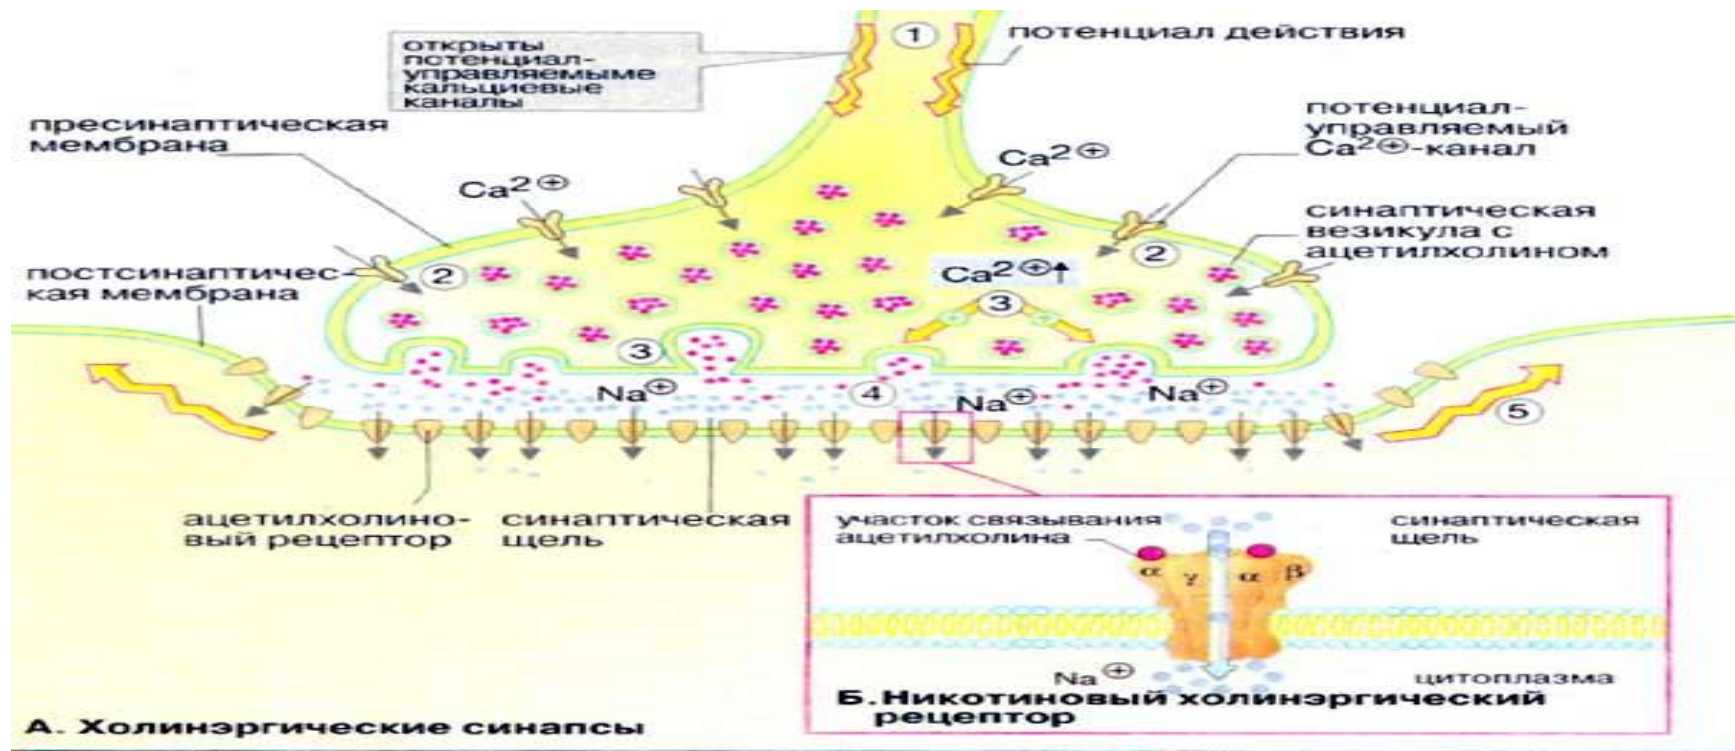 открыты
потенциал-
управляемыме
кальциевые
каналы
1
потенциал действия
пресинаптическая
мембрана
потенциал-
управляемый
Ca²⊕-канал
Ca²⊕
Ca²⊕
синаптическая
везикула с
ацетилхолином
постсинаптичес-
кая мембрана
2
2
Ca²⊕↑
3
3
Na⊕
4
Na⊕
Na⊕
5
ацетилхолино-
вый рецептор
синаптическая
щель
участок связывания
ацетилхолина
синаптическая
щель
α γ α β
Na⊕
цитоплазма
Б. Никотиновый холинэргический
рецептор
А. Холинэргические синапсы